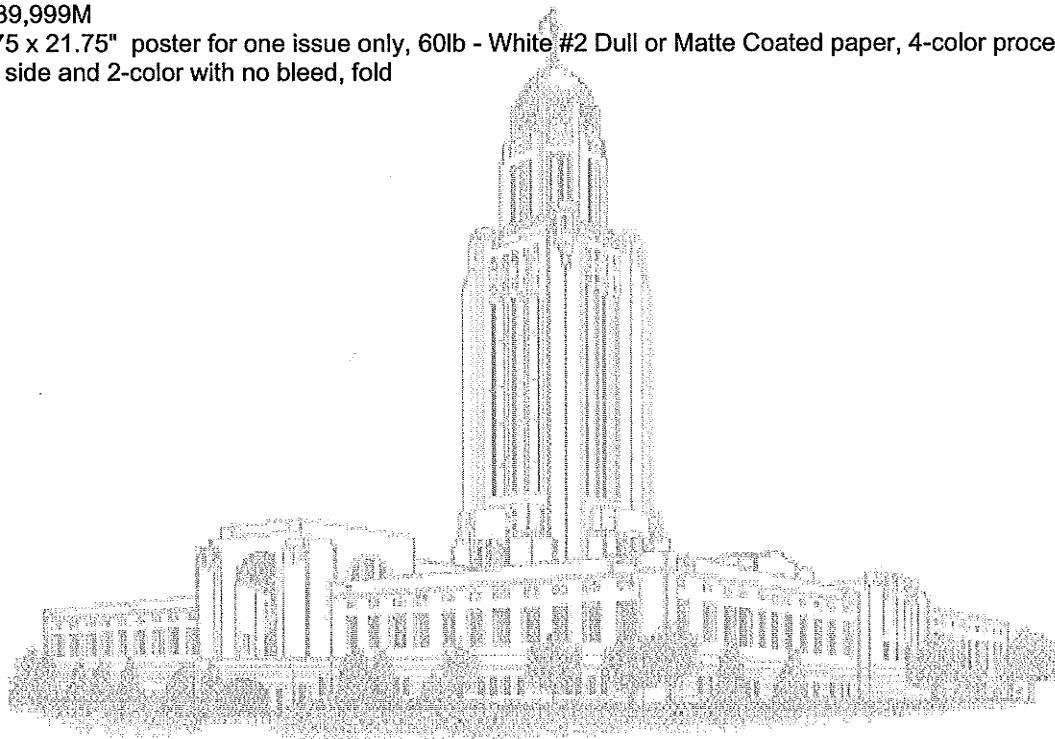 39,999M
75 x 21.75" poster for one issue only, 60lb - White #2 Dull or Matte Coated paper, 4-color proce
side and 2-color with no bleed, fold